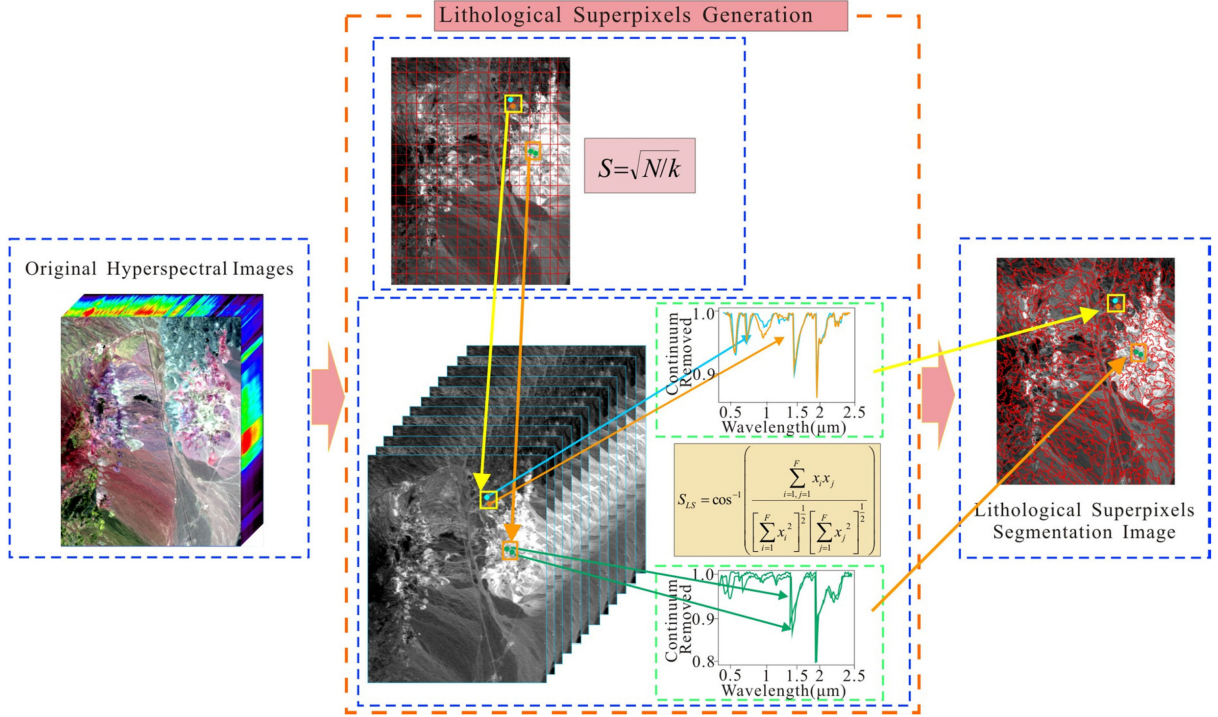 Lithological Superpixels Generation
S=√N/k
Original Hyperspectral Images
Continuum
Removed
1.0
0.9
0.5 1 1.5 2 2.5
Wavelength(μm)
S_LS = cos⁻¹ ( ∑_{i=1, j=1}^{F} x_i x_j / [∑_{i=1}^{F} x_i^2]^{1/2} [∑_{j=1}^{F} x_j^2]^{1/2} )
Continuum
Removed
1.0
0.9
0.8
0.5 1 1.5 2 2.5
Wavelength(μm)
Lithological Superpixels
Segmentation Image